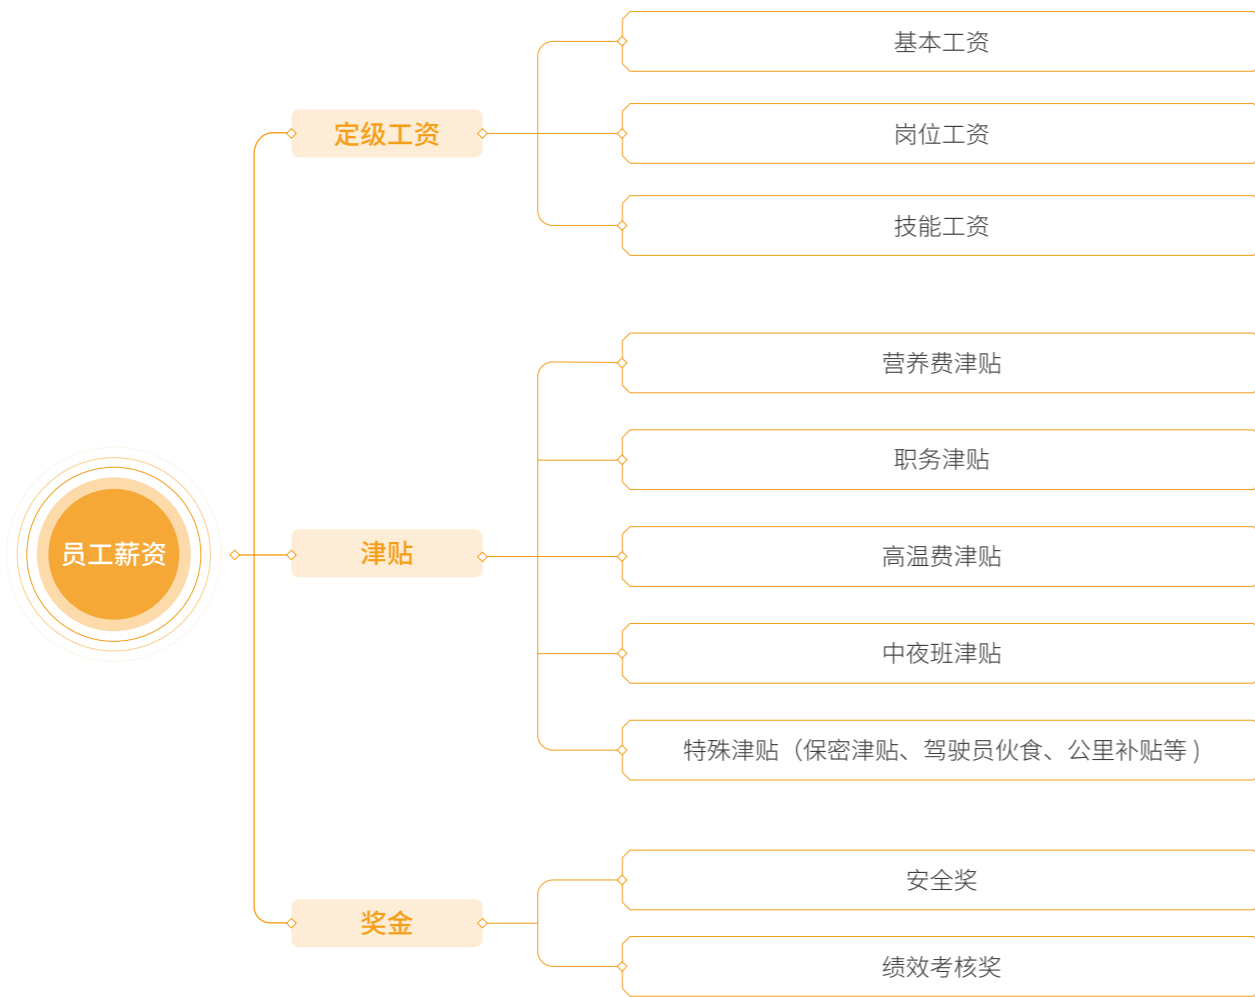 员工薪资
定级工资
基本工资
岗位工资
技能工资
津贴
营养费津贴
职务津贴
高温费津贴
中夜班津贴
特殊津贴（保密津贴、驾驶员伙食、公里补贴等 )
奖金
安全奖
绩效考核奖